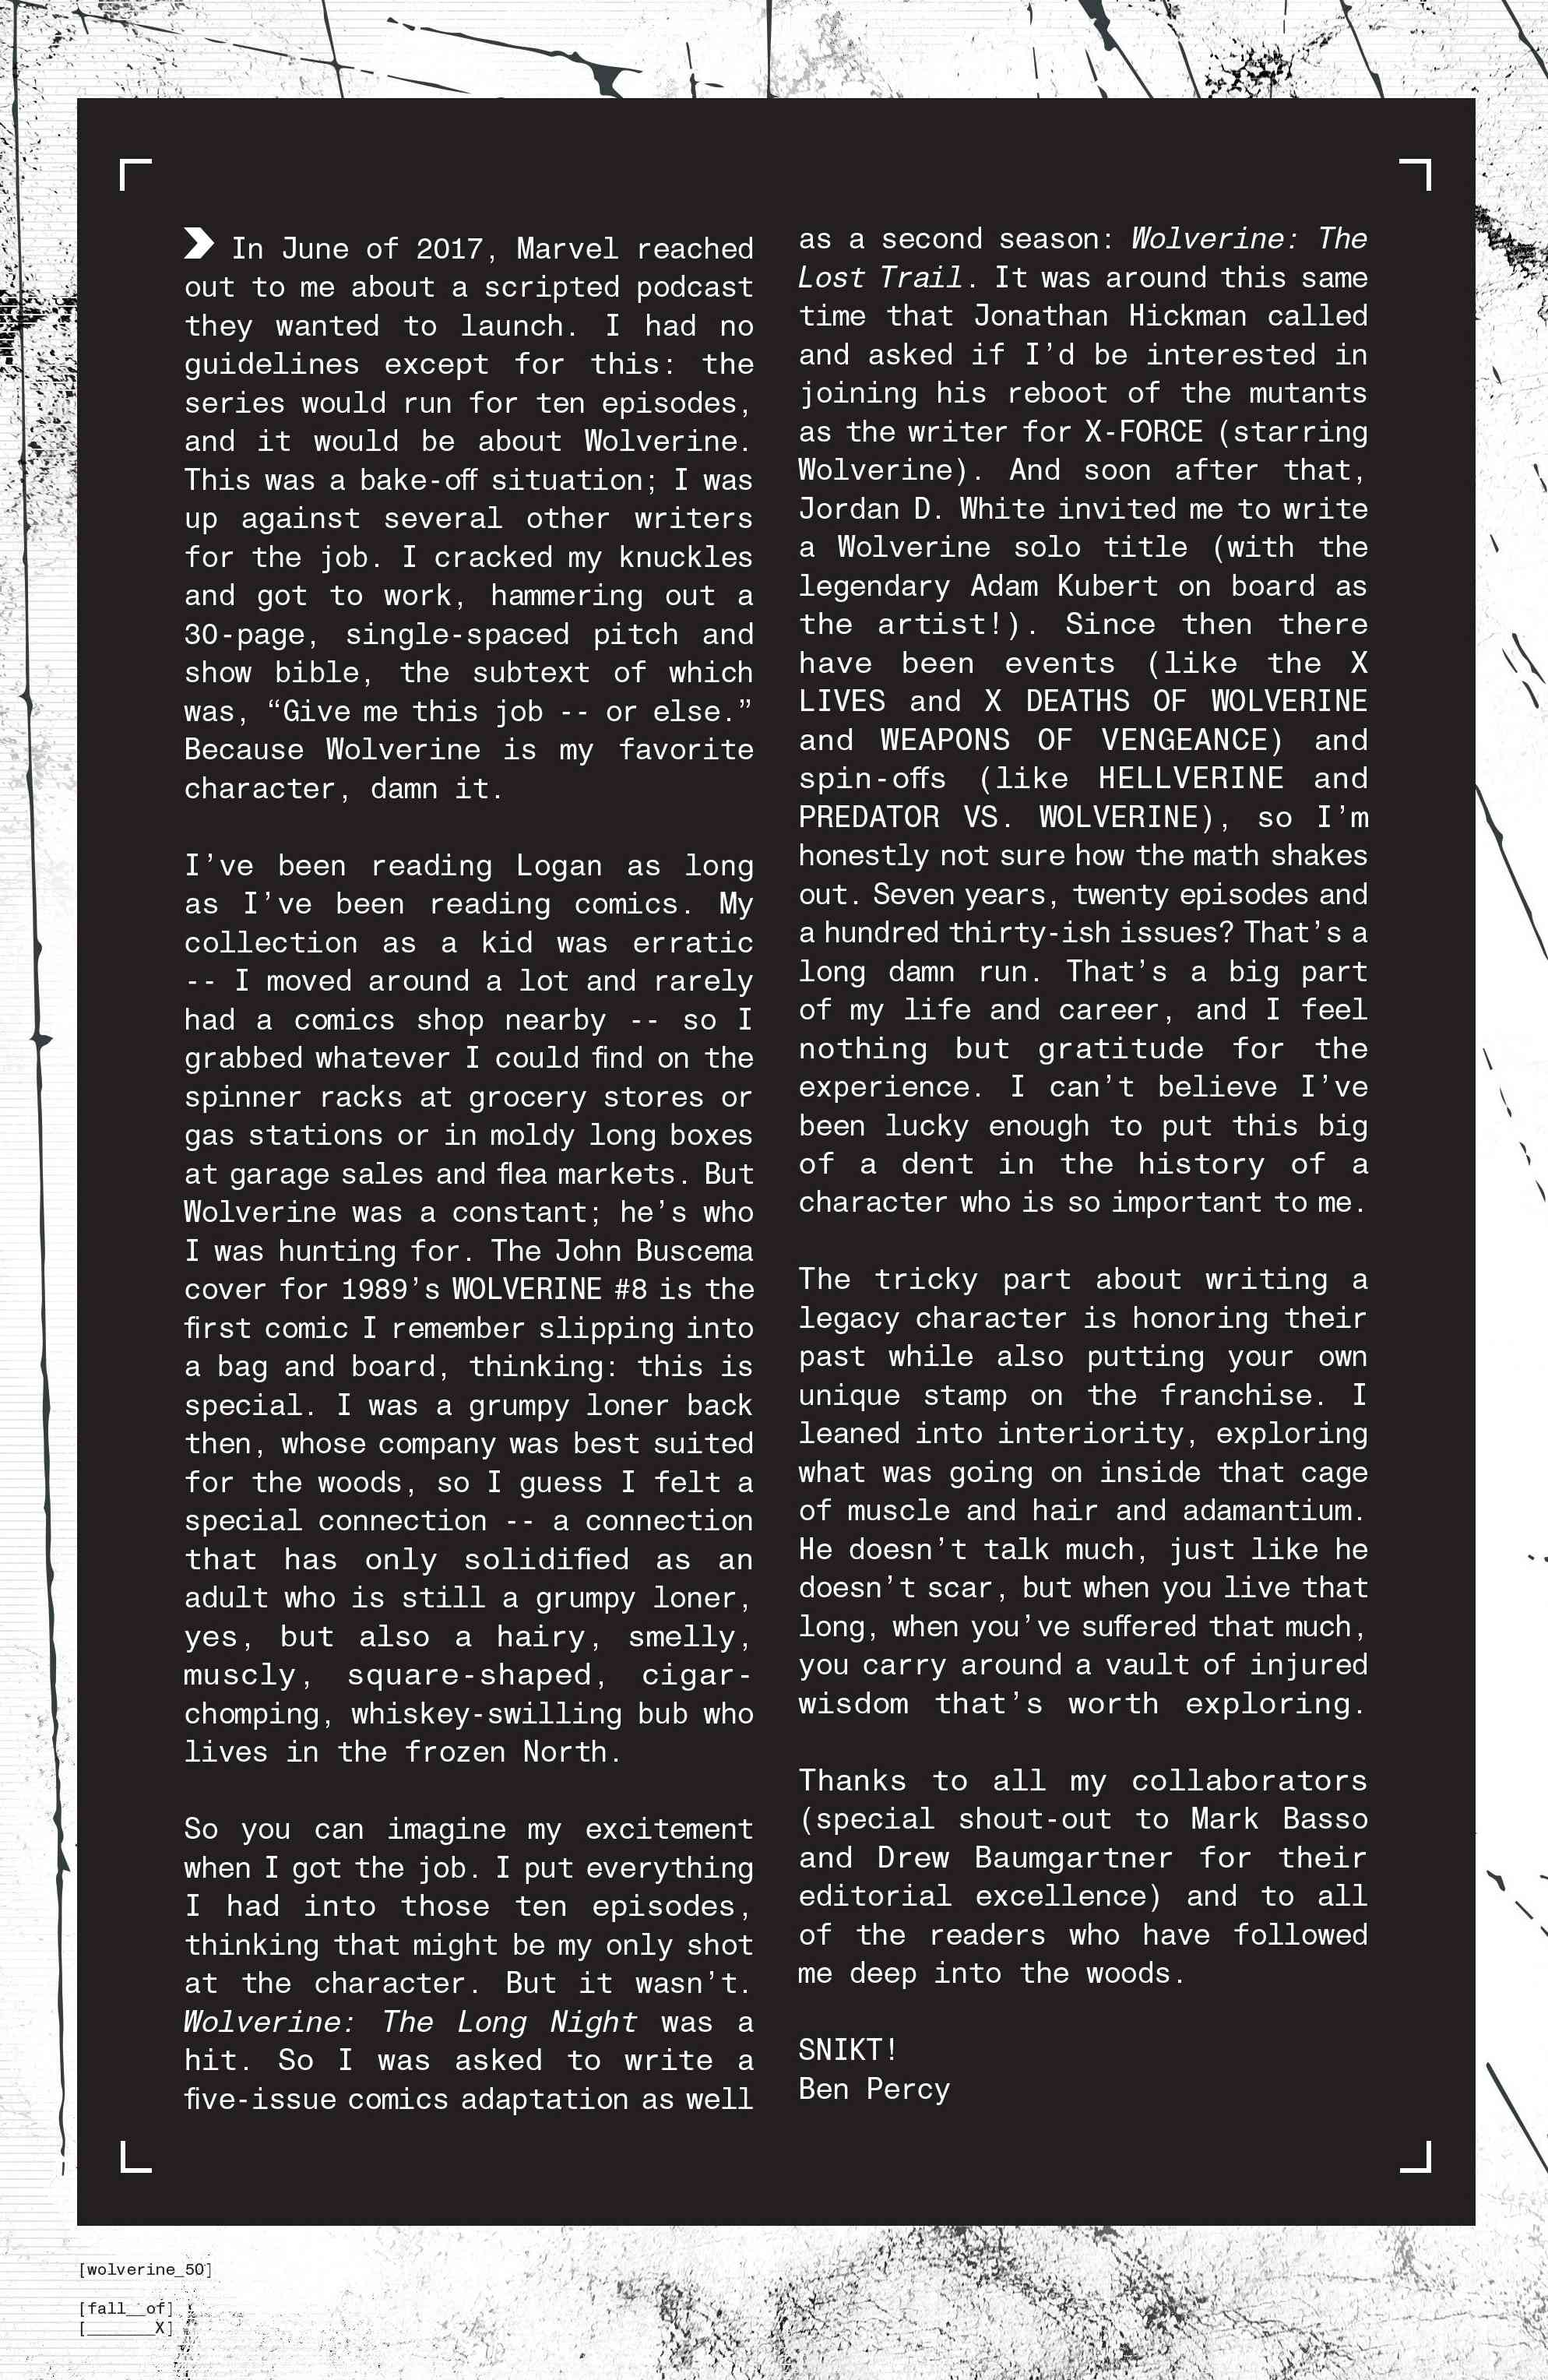 In June of 2017, Marvel reached
out to me about a scripted podcast
they wanted to launch. I had no
guidelines except for this: the
series would run for ten episodes,
and it would be about Wolverine.
This was a bake-off situation; I was
up against several other writers
for the job. I cracked my knuckles
and got to work, hammering out a
30-page, single-spaced pitch and
show bible, the subtext of which
was, “Give me this job -- or else.”
Because Wolverine is my favorite
character, damn it.
I’ve been reading Logan as long
as I’ve been reading comics. My
collection as a kid was erratic
-- I moved around a lot and rarely
had a comics shop nearby -- so I
grabbed whatever I could find on the
spinner racks at grocery stores or
gas stations or in moldy long boxes
at garage sales and flea markets. But
Wolverine was a constant; he’s who
I was hunting for. The John Buscema
cover for 1989’s WOLVERINE #8 is the
first comic I remember slipping into
a bag and board, thinking: this is
special. I was a grumpy loner back
then, whose company was best suited
for the woods, so I guess I felt a
special connection -- a connection
that has only solidified as an
adult who is still a grumpy loner,
yes, but also a hairy, smelly,
muscly, square-shaped, cigar-
chomping, whiskey-swilling bub who
lives in the frozen North.
So you can imagine my excitement
when I got the job. I put everything
I had into those ten episodes,
thinking that might be my only shot
at the character. But it wasn’t.
Wolverine: The Long Night was a
hit. So I was asked to write a
five-issue comics adaptation as well
as a second season: Wolverine: The
Lost Trail. It was around this same
time that Jonathan Hickman called
and asked if I’d be interested in
joining his reboot of the mutants
as the writer for X-FORCE (starring
Wolverine). And soon after that,
Jordan D. White invited me to write
a Wolverine solo title (with the
legendary Adam Kubert on board as
the artist!). Since then there
have been events (like the X
LIVES and X DEATHS OF WOLVERINE
and WEAPONS OF VENGEANCE) and
spin-offs (like HELLVERINE and
PREDATOR VS. WOLVERINE), so I’m
honestly not sure how the math shakes
out. Seven years, twenty episodes and
a hundred thirty-ish issues? That’s a
long damn run. That’s a big part
of my life and career, and I feel
nothing but gratitude for the
experience. I can’t believe I’ve
been lucky enough to put this big
of a dent in the history of a
character who is so important to me.
The tricky part about writing a
legacy character is honoring their
past while also putting your own
unique stamp on the franchise. I
leaned into interiority, exploring
what was going on inside that cage
of muscle and hair and adamantium.
He doesn’t talk much, just like he
doesn’t scar, but when you live that
long, when you’ve suffered that much,
you carry around a vault of injured
wisdom that’s worth exploring.
Thanks to all my collaborators
(special shout-out to Mark Basso
and Drew Baumgartner for their
editorial excellence) and to all
of the readers who have followed
me deep into the woods.
SNIKT!
Ben Percy
[wolverine_50]
[fall__of]
[_______X]